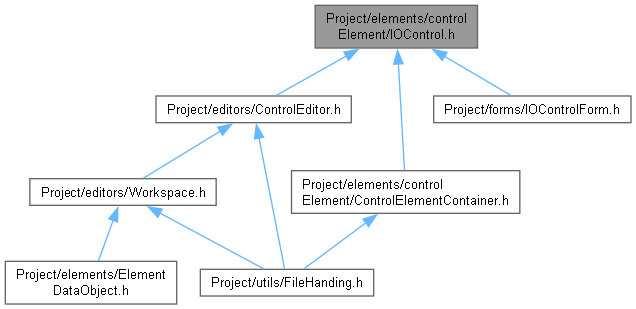 Project/elements/control
Element/IOControl.h
Project/editors/ControlEditor.h
Project/forms/IOControlForm.h
Project/editors/Workspace.h
Project/elements/control
Element/ControlElementContainer.h
Project/elements/Element
DataObject.h
Project/utils/FileHanding.h